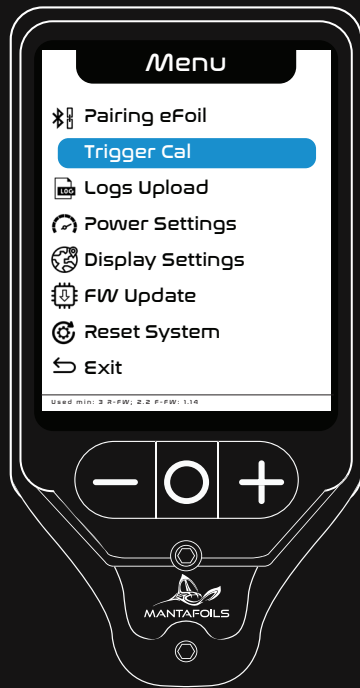 Menu
Pairing eFoil
Trigger Cal
LOG
Logs Upload
Power Settings
Display Settings
FW Update
Reset System
Exit
Used min: 3 R-FW; 2.2 F-FW: 1.14
MANTAFOILS